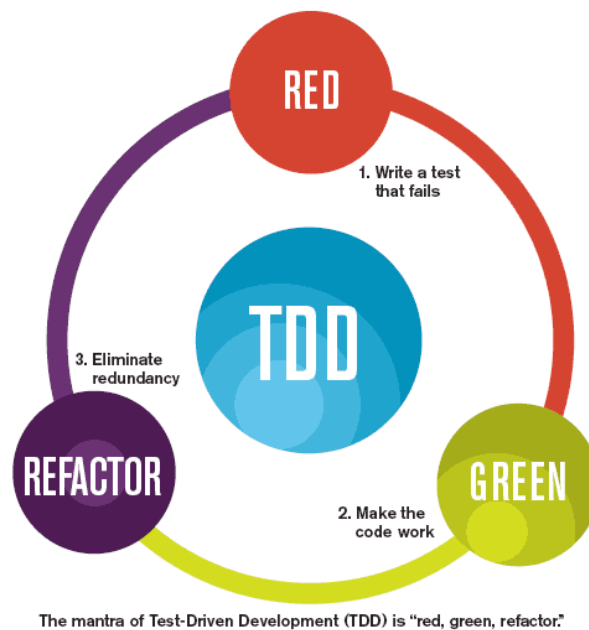 RED
1. Write a test
that fails
TDD
3. Eliminate
redundancy
REFACTOR
GREEN
2. Make the
code work
The mantra of Test-Driven Development (TDD) is “red, green, refactor.”